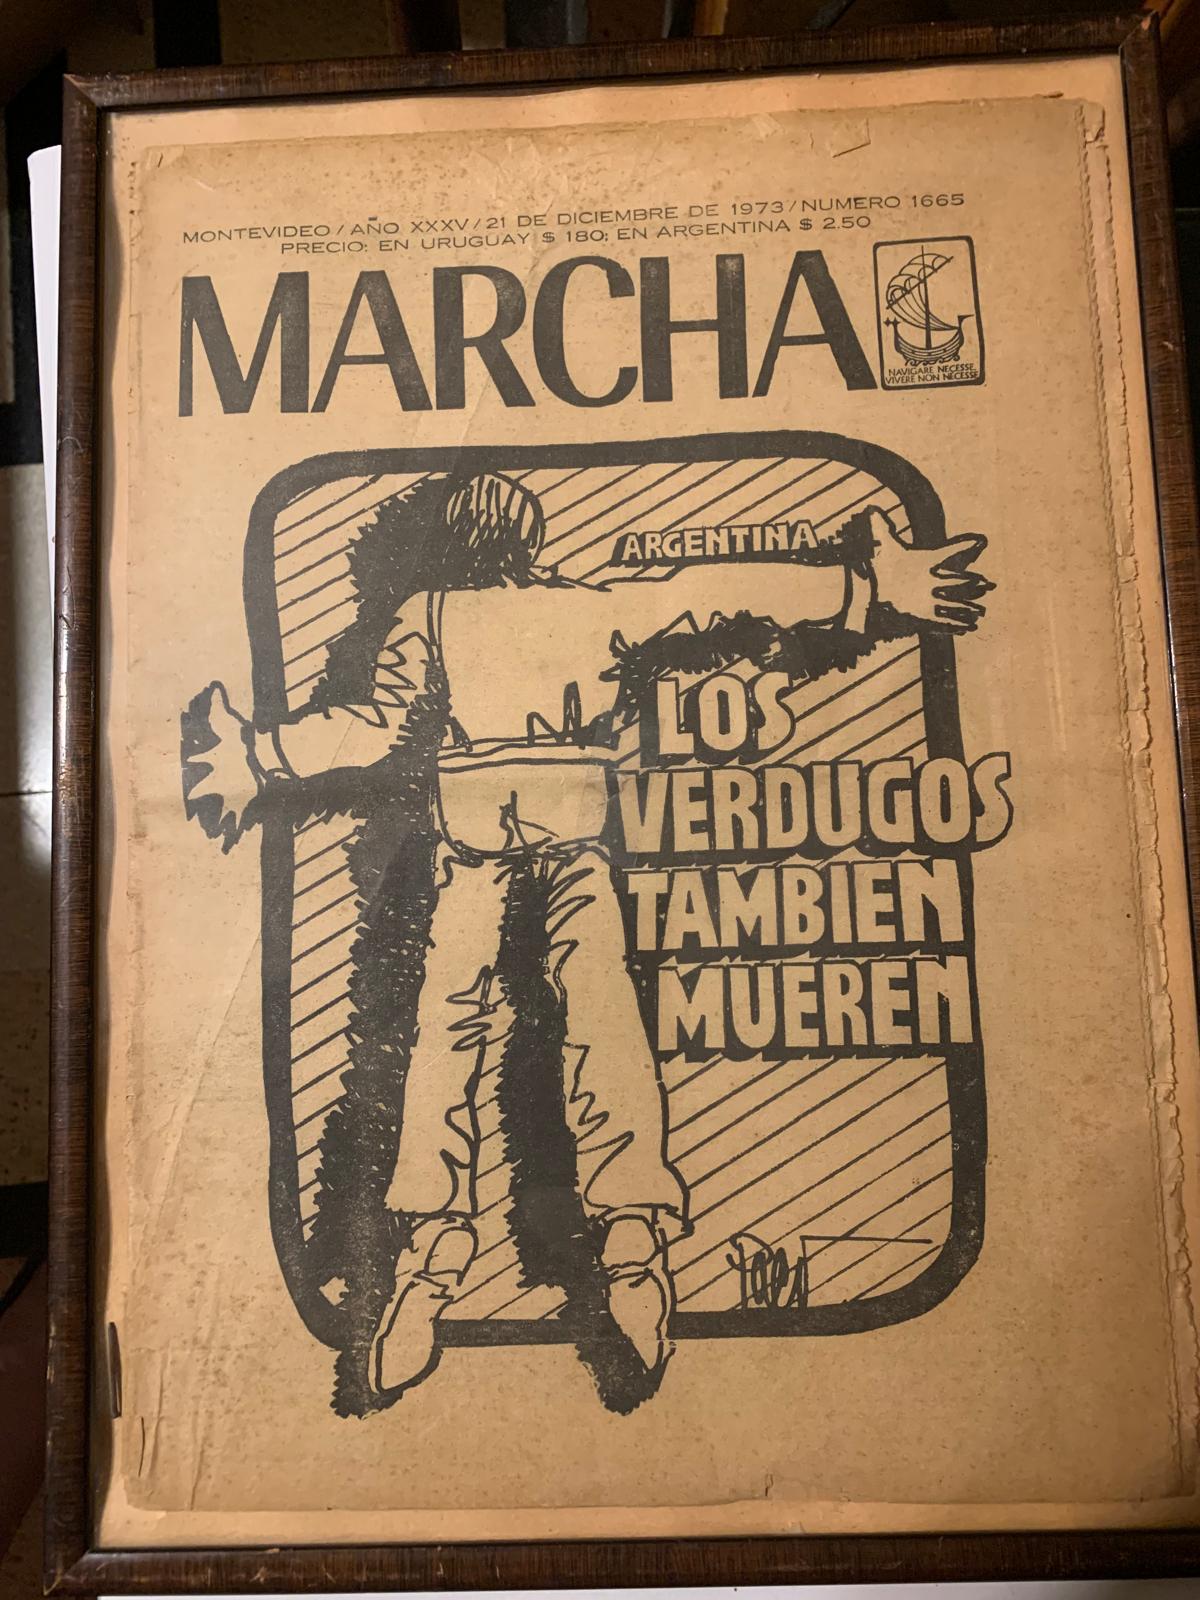 MONTEVIDEO / AÑO XXXV / 21 DE DICIEMBRE DE 1973 / NUMERO 1665
PRECIO: EN URUGUAY $ 180; EN ARGENTINA $ 2.50
MARCHA
NAVIGARE NECESSE
VIVERE NON NECESSE
ARGENTINA
LOS
VERDUGOS
TAMBIEN
MUEREN